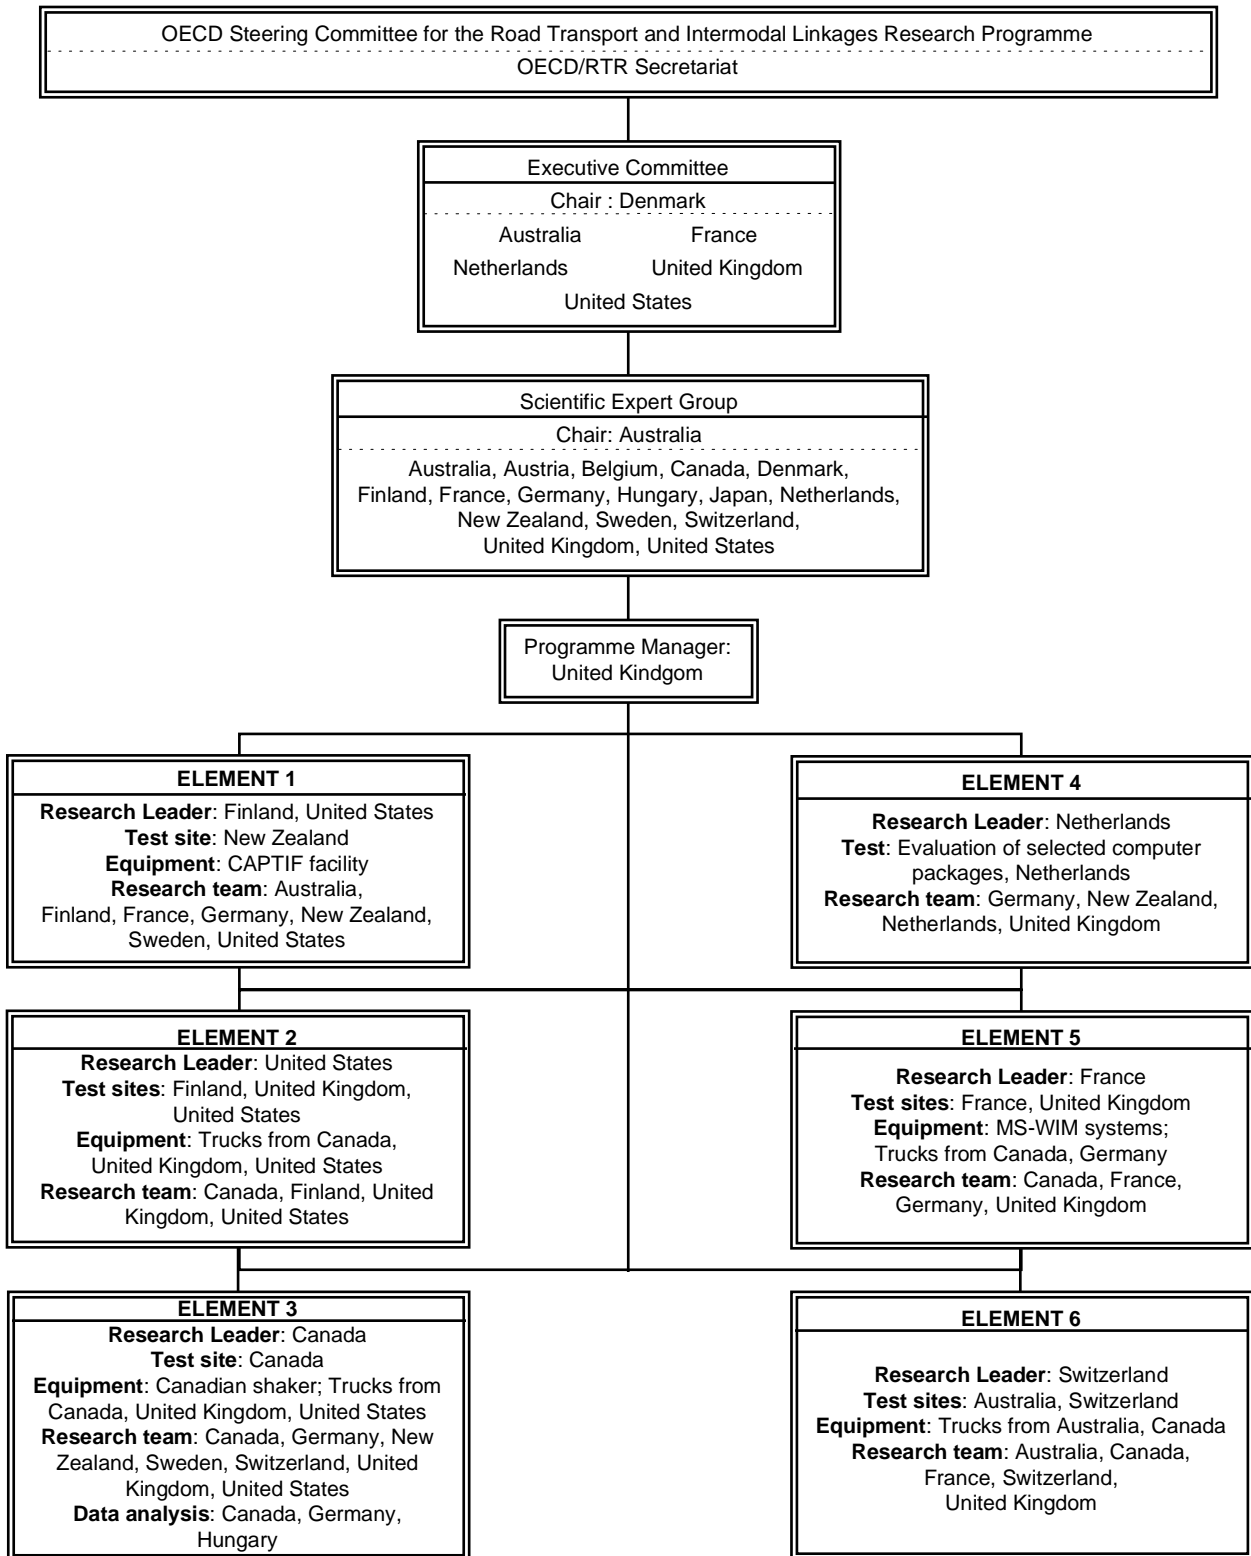 OECD Steering Committee for the Road Transport and Intermodal Linkages Research Programme
OECD/RTR Secretariat
Executive Committee
Chair : Denmark
Australia France
Netherlands United Kingdom
United States
Scientific Expert Group
Chair: Australia
Australia, Austria, Belgium, Canada, Denmark,
Finland, France, Germany, Hungary, Japan, Netherlands,
New Zealand, Sweden, Switzerland,
United Kingdom, United States
Programme Manager:
United Kindgom
ELEMENT 1
Research Leader: Finland, United States
Test site: New Zealand
Equipment: CAPTIF facility
Research team: Australia,
Finland, France, Germany, New Zealand,
Sweden, United States
ELEMENT 4
Research Leader: Netherlands
Test: Evaluation of selected computer
packages, Netherlands
Research team: Germany, New Zealand,
Netherlands, United Kingdom
ELEMENT 2
Research Leader: United States
Test sites: Finland, United Kingdom,
United States
Equipment: Trucks from Canada,
United Kingdom, United States
Research team: Canada, Finland, United
Kingdom, United States
ELEMENT 5
Research Leader: France
Test sites: France, United Kingdom
Equipment: MS-WIM systems;
Trucks from Canada, Germany
Research team: Canada, France,
Germany, United Kingdom
ELEMENT 3
Research Leader: Canada
Test site: Canada
Equipment: Canadian shaker; Trucks from
Canada, United Kingdom, United States
Research team: Canada, Germany, New
Zealand, Sweden, Switzerland, United
Kingdom, United States
Data analysis: Canada, Germany,
Hungary
ELEMENT 6
Research Leader: Switzerland
Test sites: Australia, Switzerland
Equipment: Trucks from Australia, Canada
Research team: Australia, Canada,
France, Switzerland,
United Kingdom